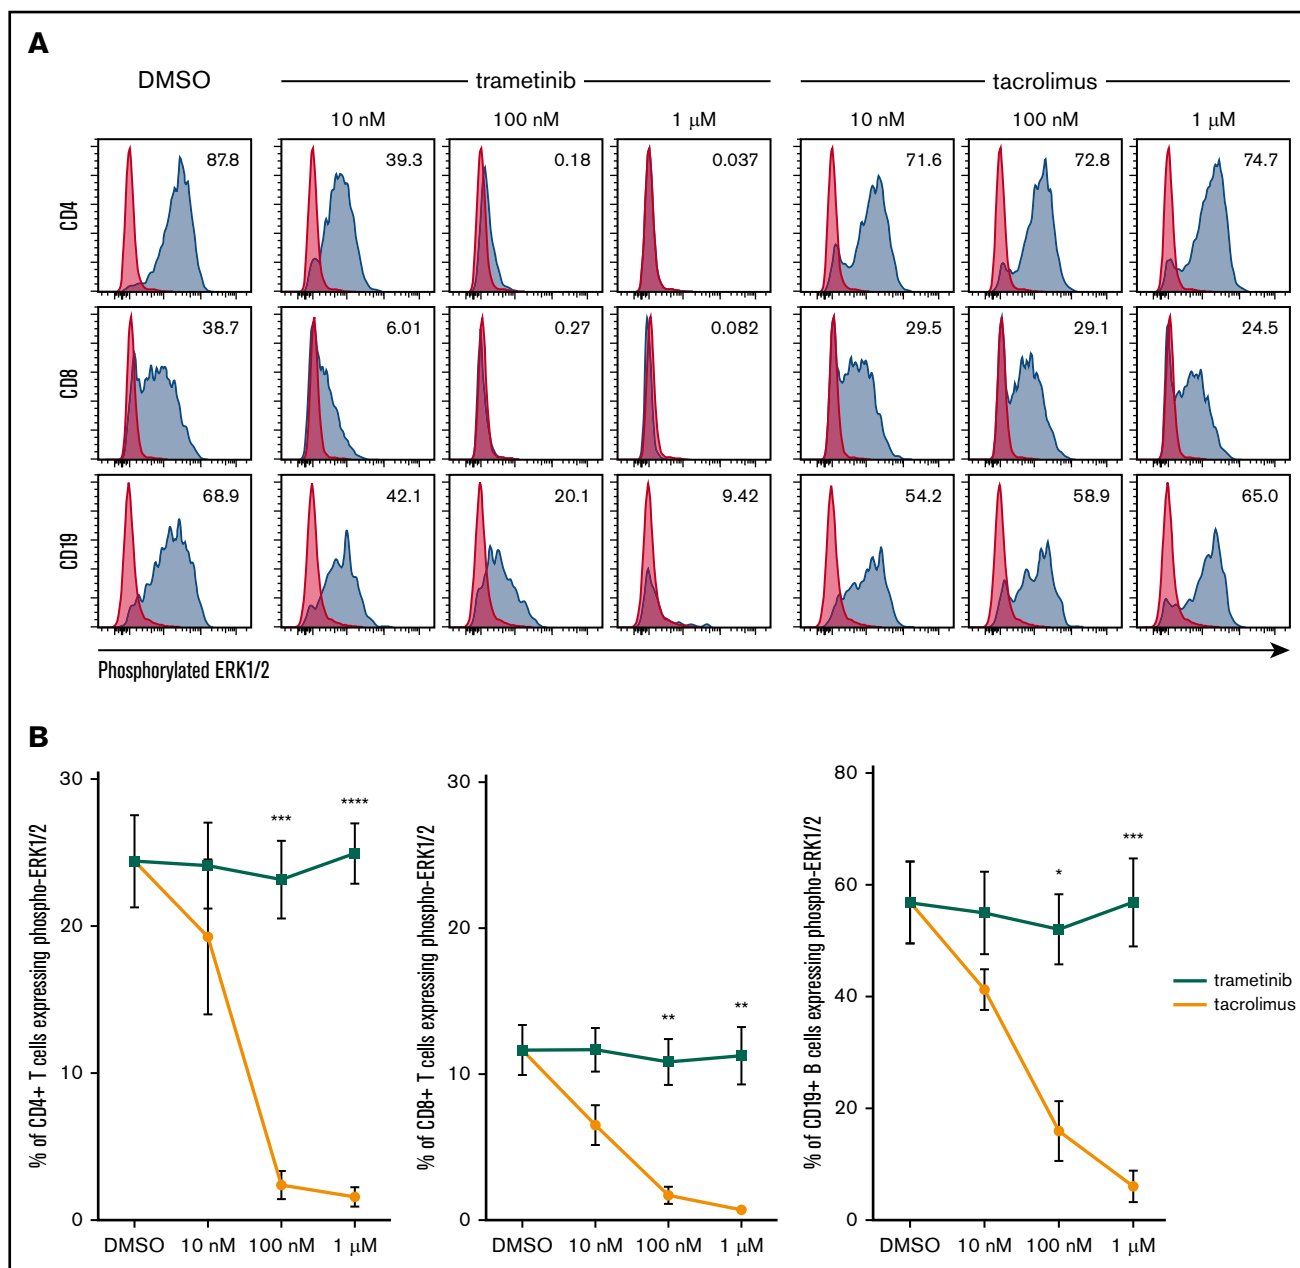 A
DMSO
trametinib
tacrolimus
10 nM
100 nM
1 μM
10 nM
100 nM
1 μM
CD4
87.8
39.3
0.18
0.037
71.6
72.8
74.7
CD8
38.7
6.01
0.27
0.082
29.5
29.1
24.5
CD19
68.9
42.1
20.1
9.42
54.2
58.9
65.0
Phosphorylated ERK1/2
B
% of CD4+ T cells expressing phospho-ERK1/2
30
20
10
0
***
****
DMSO
10 nM
100 nM
1 μM
% of CD8+ T cells expressing phospho-ERK1/2
30
20
10
0
**
**
DMSO
10 nM
100 nM
1 μM
% of CD19+ B cells expressing phospho-ERK1/2
80
60
40
20
0
*
***
DMSO
10 nM
100 nM
1 μM
trametinib
tacrolimus